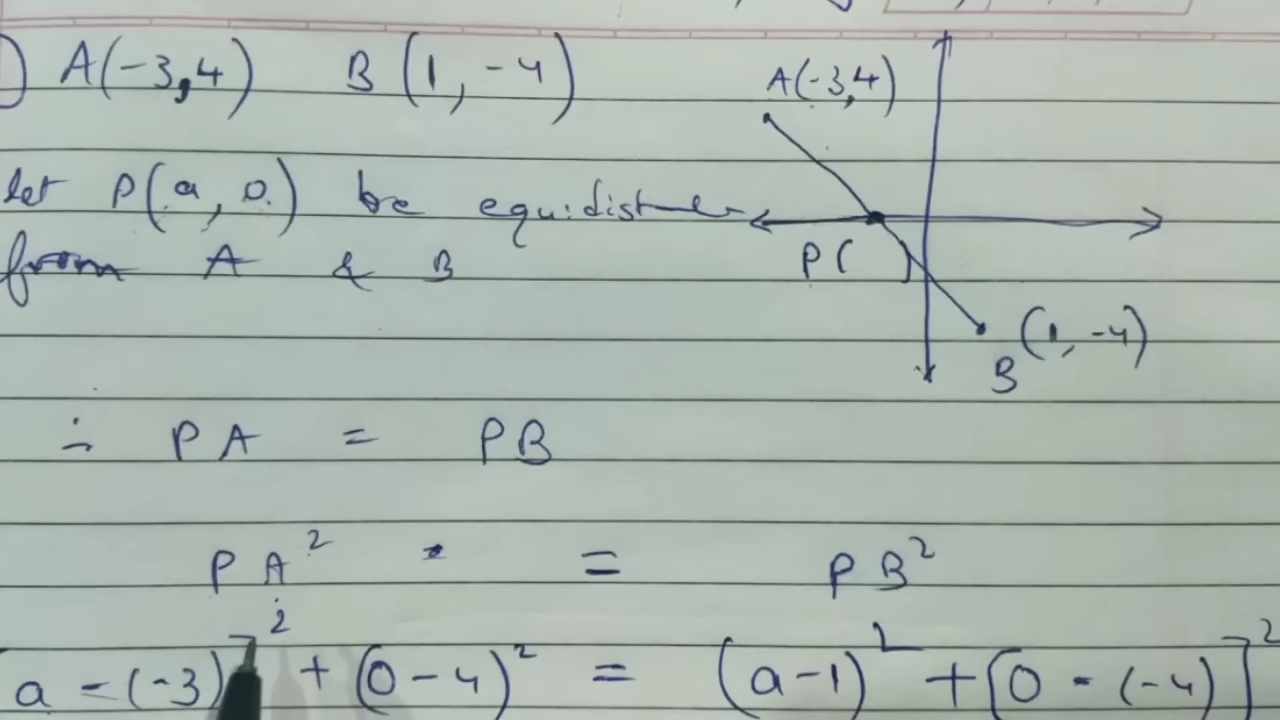 ) A(-3,4) B (1, -4)
A(-3,4)
let P(a, 0.) be equidist
from A & B
P( )
(1, -4)
B
∴ PA = PB
PA² = PB²
a - (-3)]² + (0 - 4)² = (a - 1)² + [0 - (-4)]²